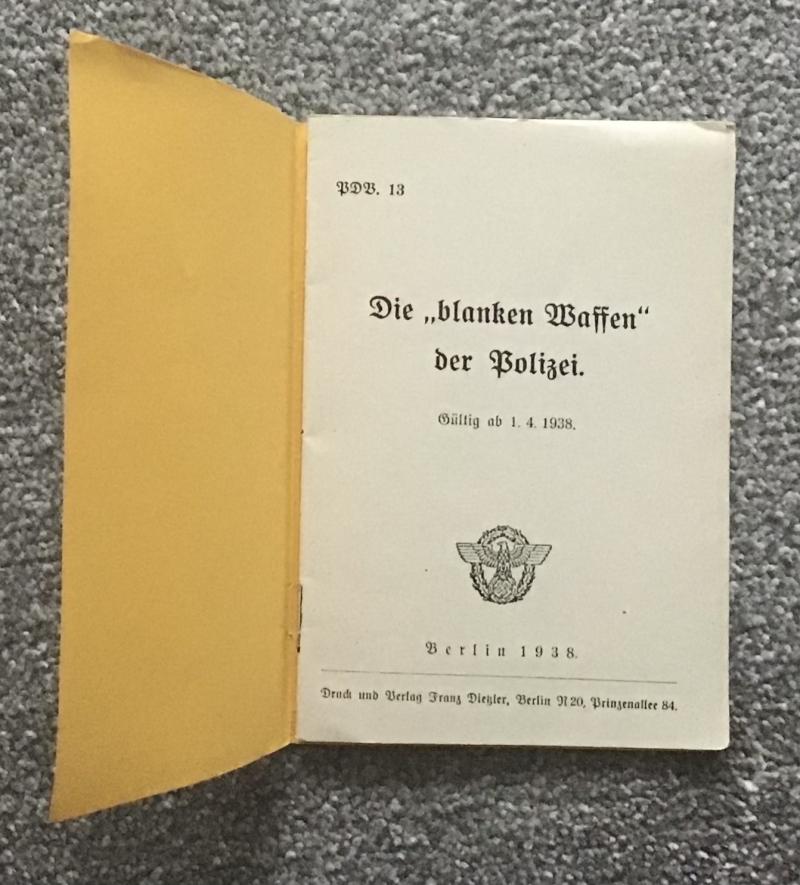 PDV. 13
Die „blanken Waffen“
der Polizei.
Gültig ab 1. 4. 1938.
Berlin 1938.
Druck und Verlag Franz Dietzler, Berlin N 20, Prinzenallee 84.